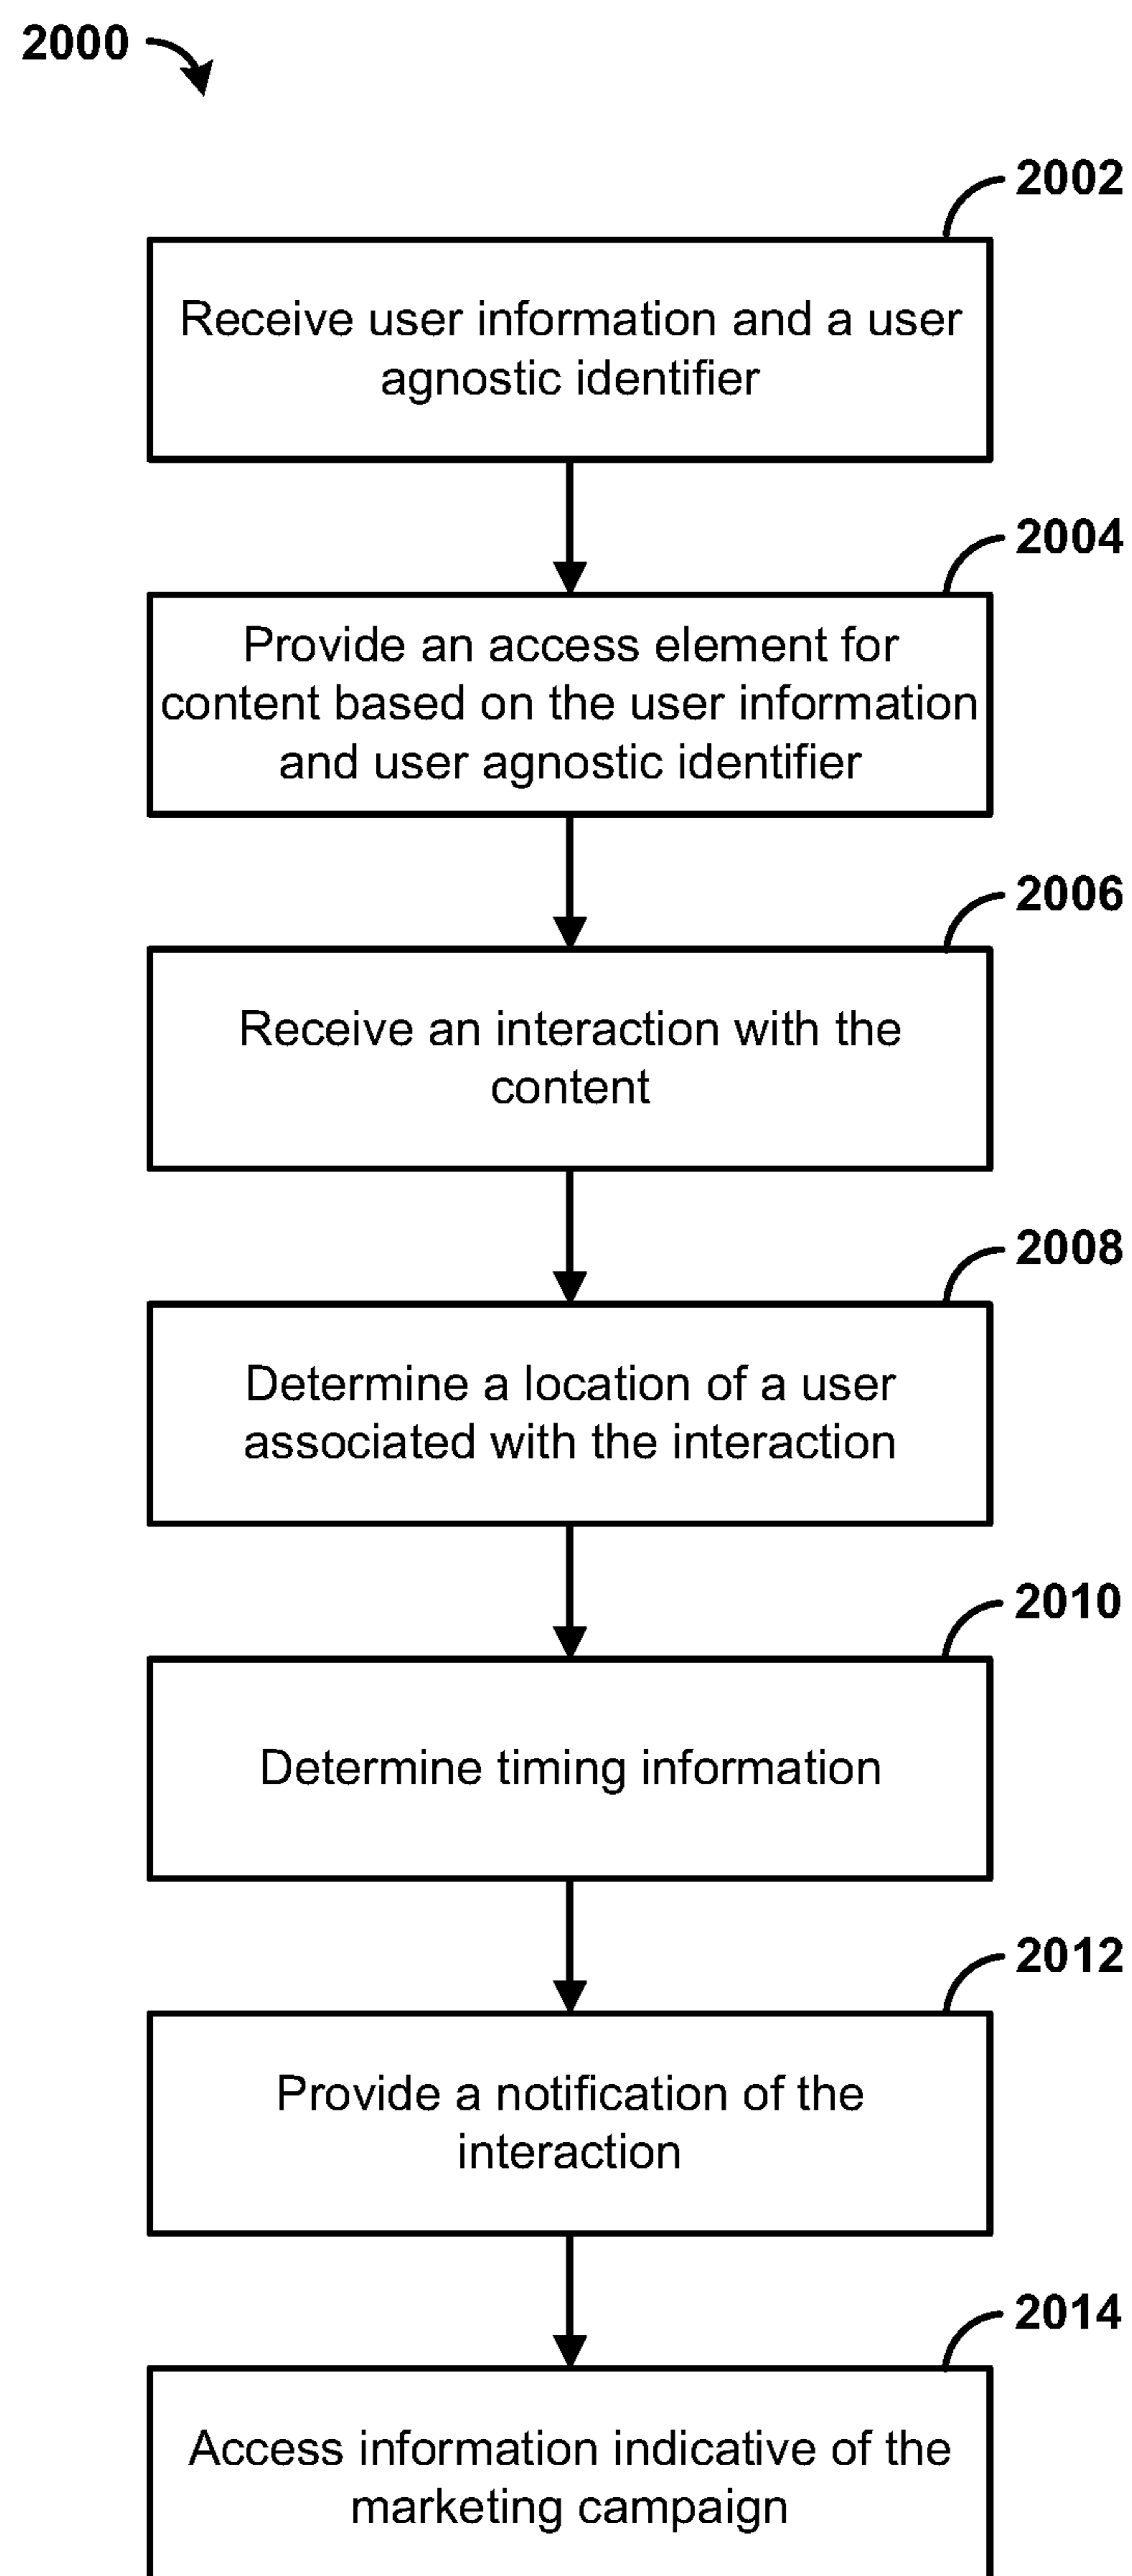 2000
2002
Receive user information and a user
agnostic identifier
2004
Provide an access element for
content based on the user information
and user agnostic identifier
2006
Receive an interaction with the
content
2008
Determine a location of a user
associated with the interaction
2010
Determine timing information
2012
Provide a notification of the
interaction
2014
Access information indicative of the
marketing campaign